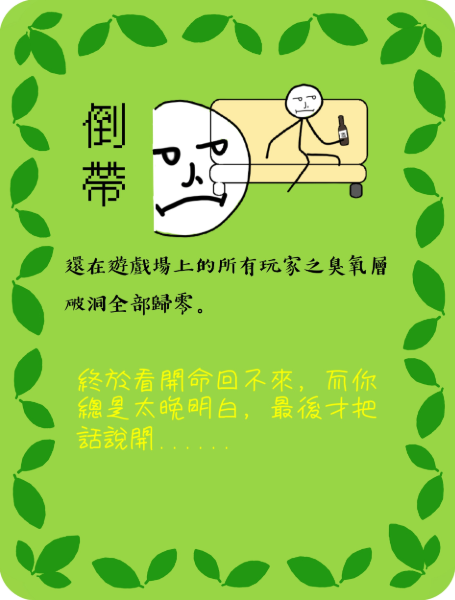 倒帶
還在遊戲場上的所有玩家之臭氧層
破洞全部歸零。
終於看開命回不來，而你
總是太晚明白，最後才把
話說開......